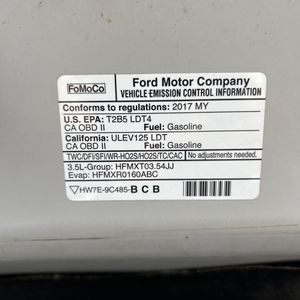 FoMoCo
Ford Motor Company
VEHICLE EMISSION CONTROL INFORMATION
Conforms to regulations: 2017 MY
U.S. EPA: T2B5 LDT4
CA OBD II Fuel: Gasoline
California: ULEV125 LDT
CA OBD II Fuel: Gasoline
TWC/DFI/SFI/WR-HO2S/HO2S/TC/CAC No adjustments needed.
3.5L-Group: HFMXT03.54JJ
Evap: HFMXR0160ABC
HW7E-9C485-B C B